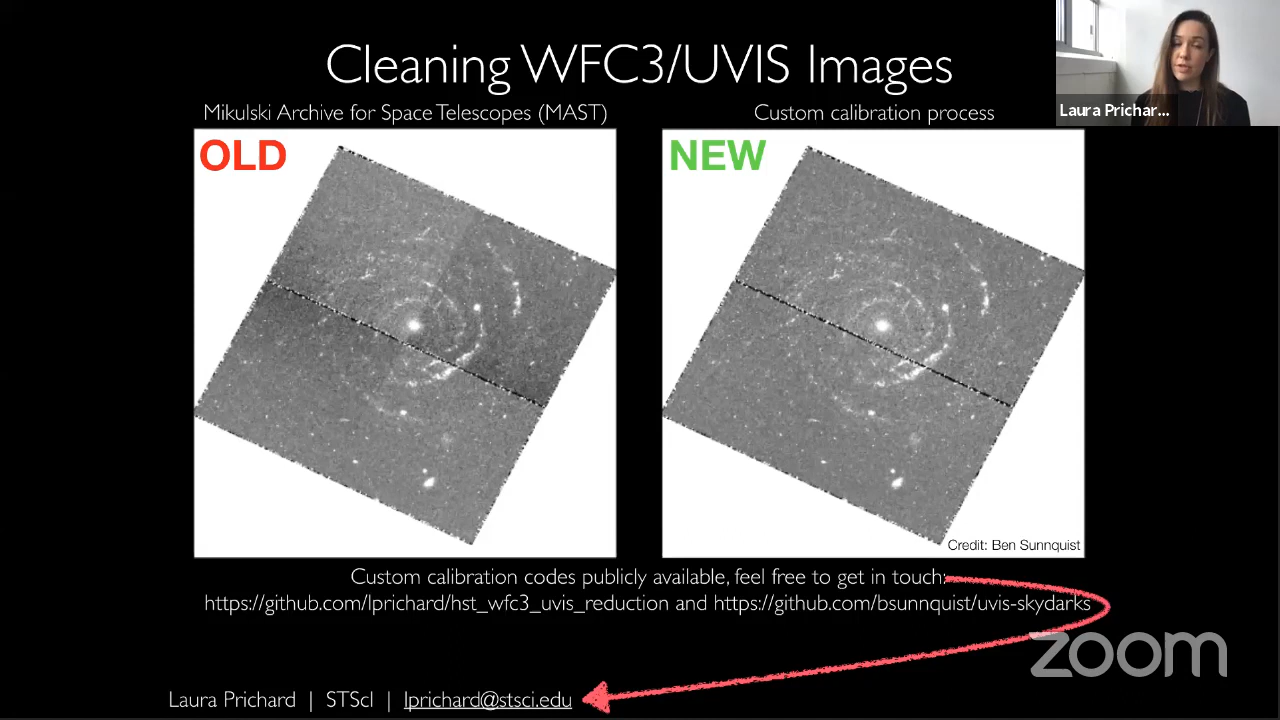 Cleaning WFC3/UVIS Images
Laura Prichar...
Mikulski Archive for Space Telescopes (MAST)
Custom calibration process
OLD
NEW
Credit: Ben Sunnquist
Custom calibration codes publicly available, feel free to get in touch:
https://github.com/lprichard/hst_wfc3_uvis_reduction and https://github.com/bsunnquist/uvis-skydarks
zoom
Laura Prichard | STScI | lprichard@stsci.edu